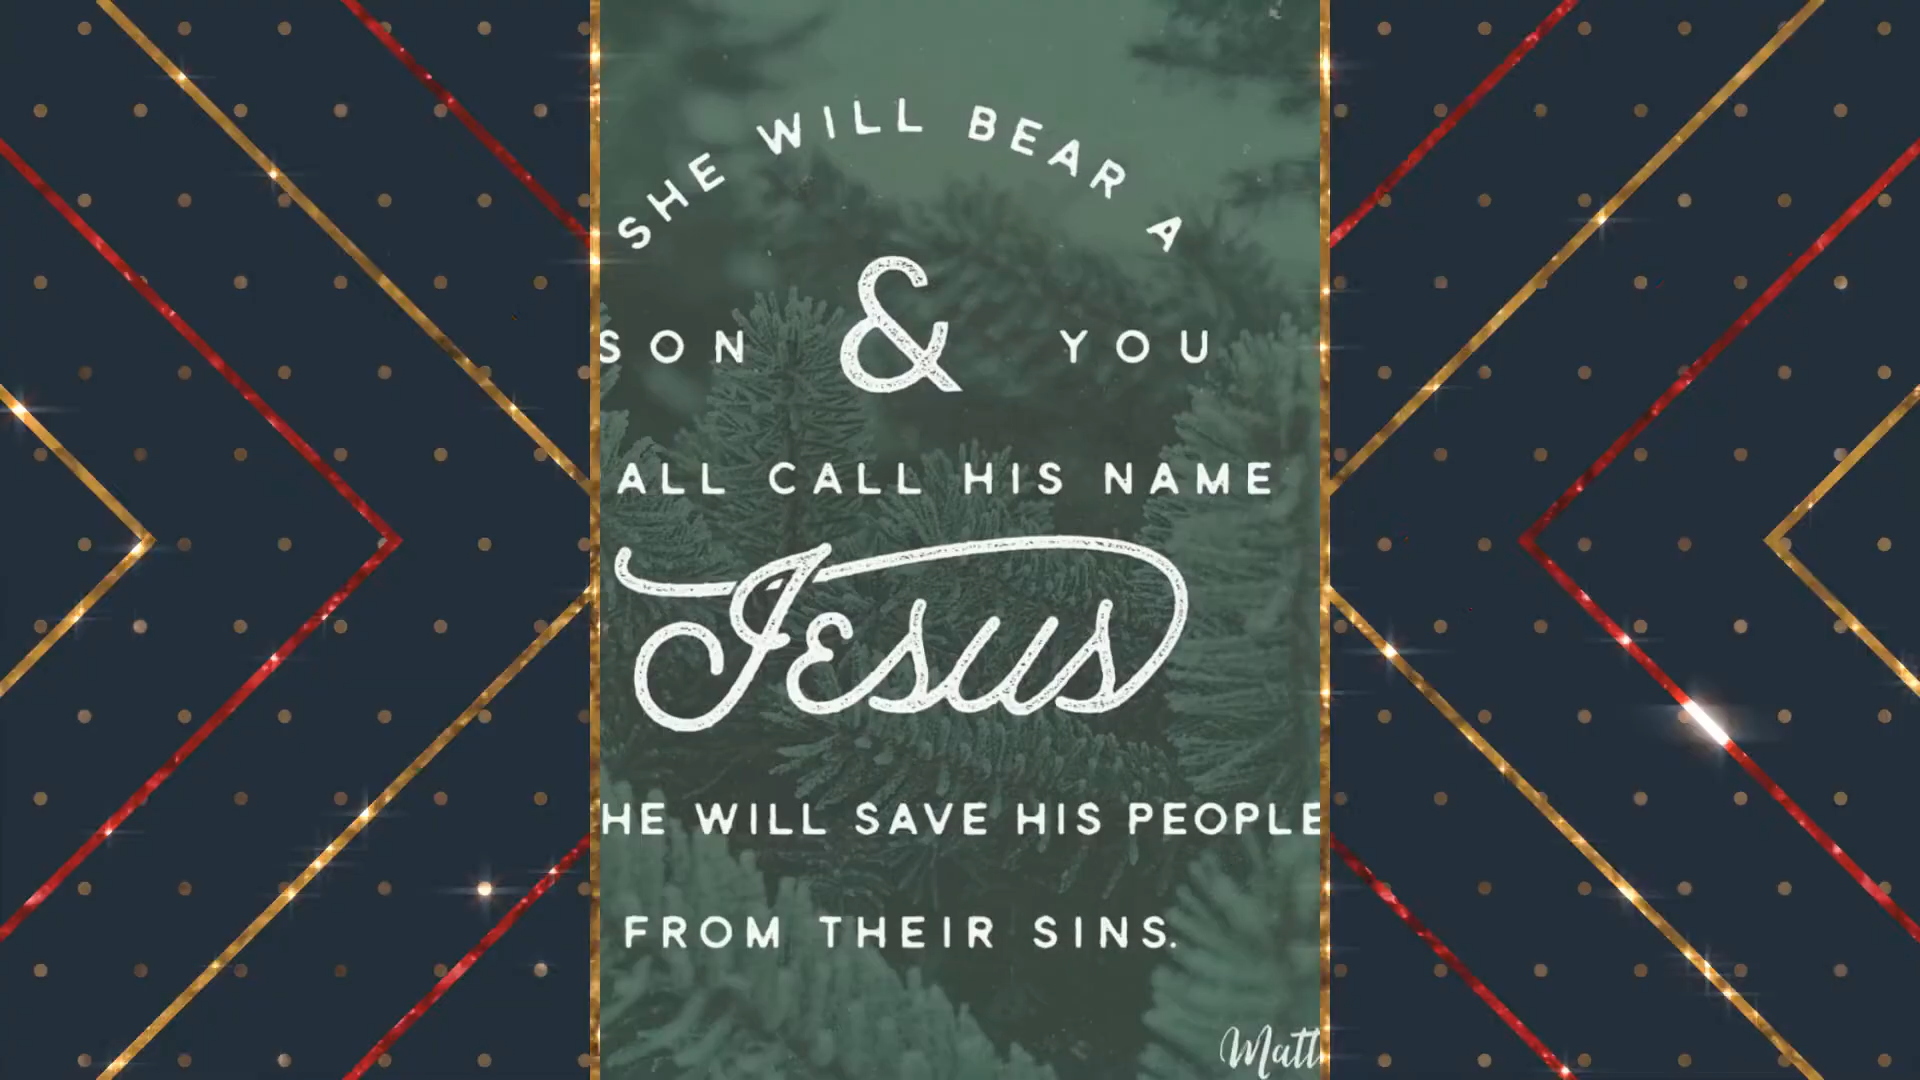 SHE WILL BEAR A
SON & YOU
ALL CALL HIS NAME
Jesus
HE WILL SAVE HIS PEOPLE
FROM THEIR SINS.
Matt